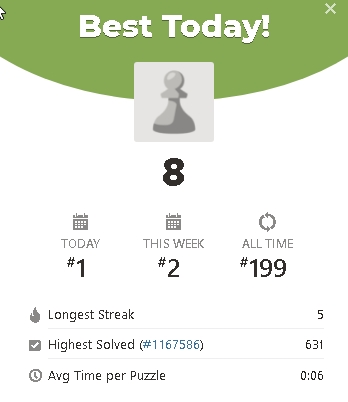 Best Today!
8
TODAY THIS WEEK ALL TIME
#1 #2 #199
Longest Streak 5
Highest Solved (#1167586) 631
Avg Time per Puzzle 0:06